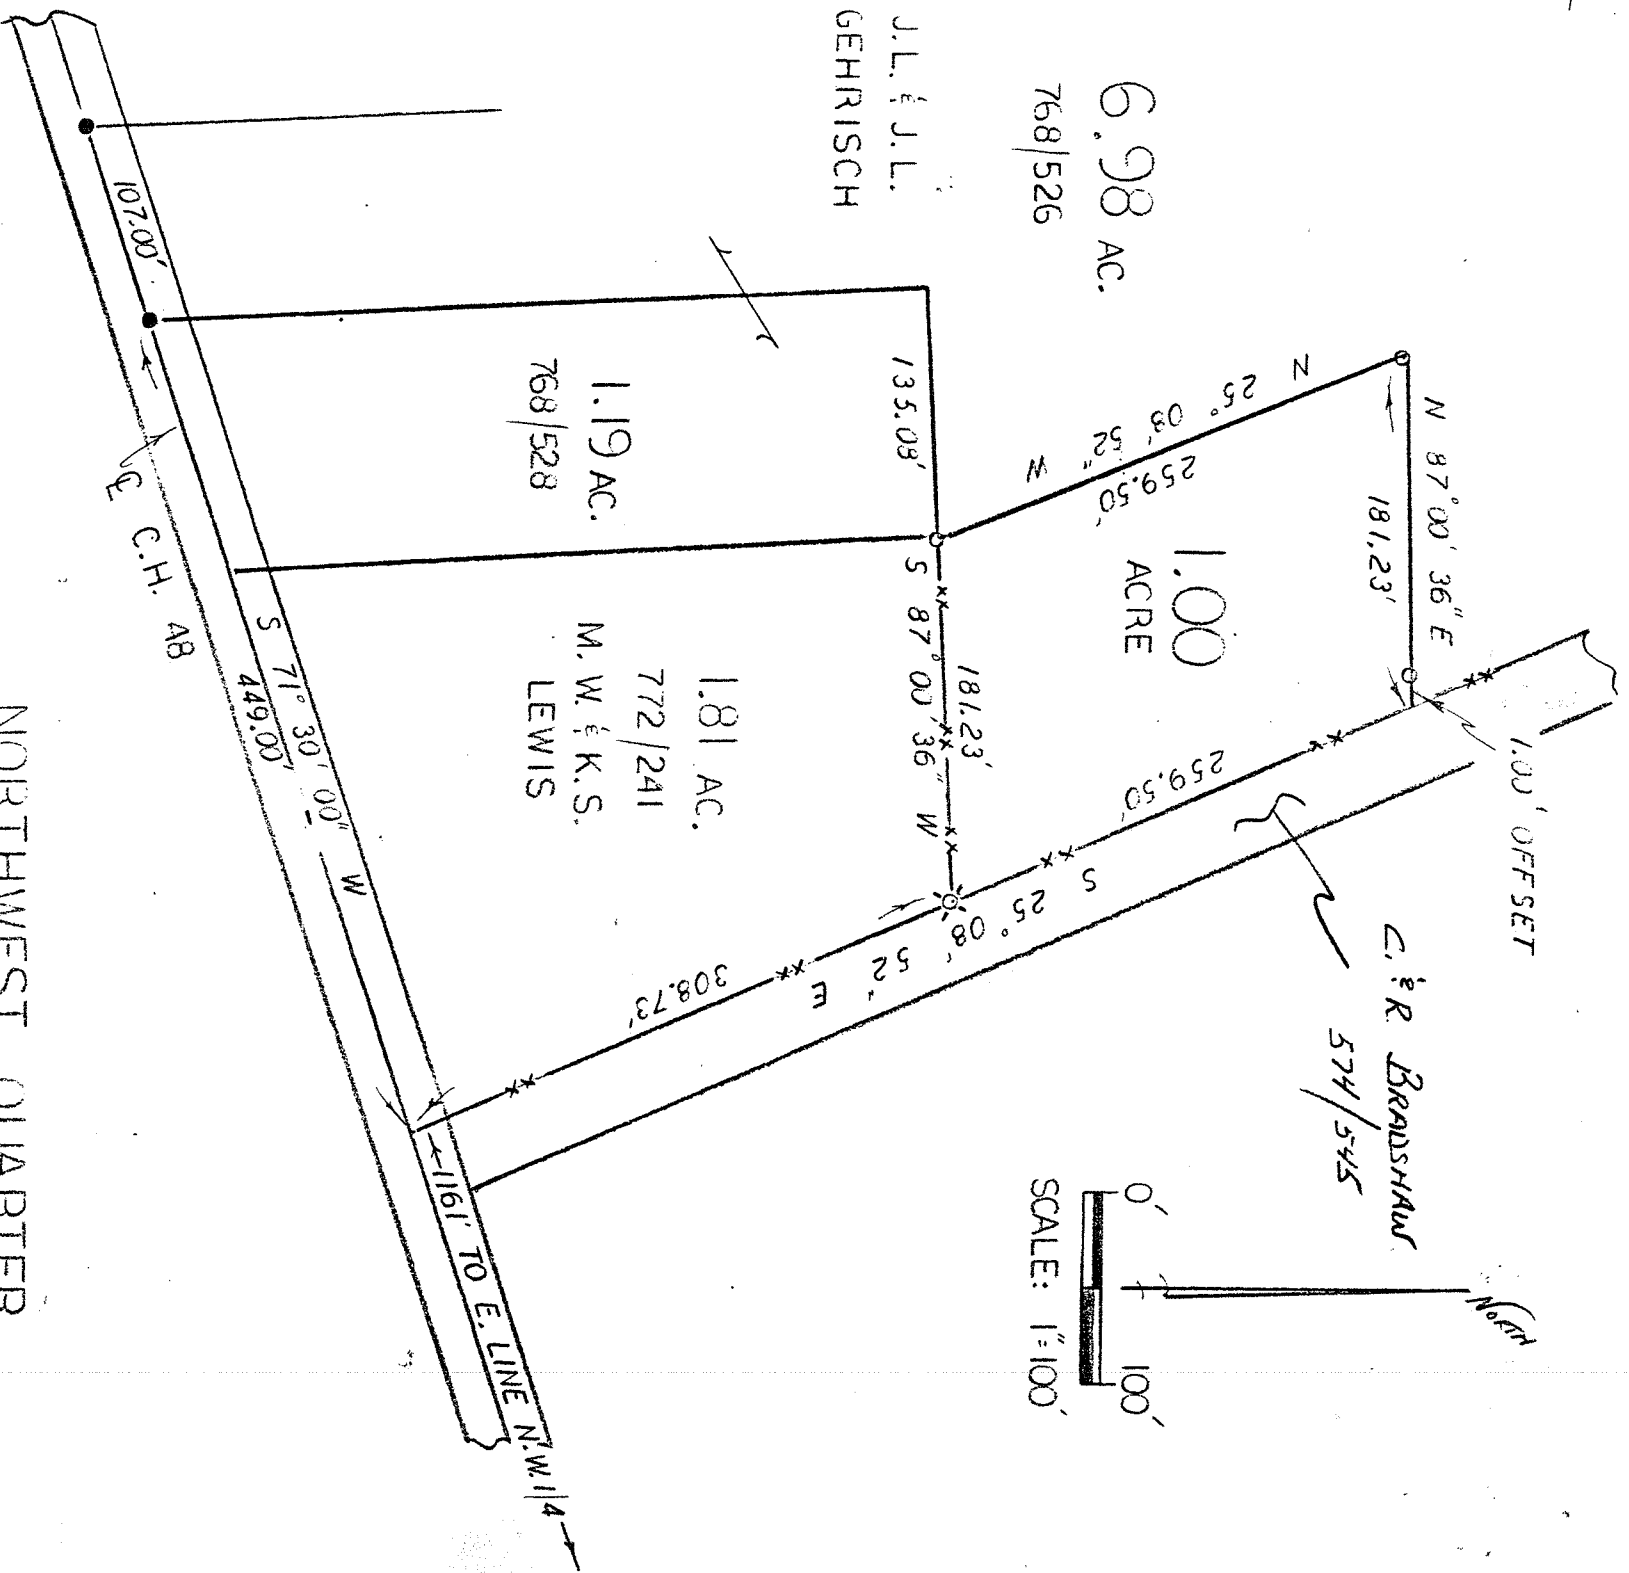 N 87° 00' 36" E
181.23'
1.00' OFFSET
C. & R BRADSHAW
574/545
NORTH
0' 100'
SCALE: 1"=100'
6.98 AC.
768/526
J.L. & J.L.
GEHRISCH
N 25° 08' 52" W
259.50'
1.00
ACRE
259.50'
S 25° 08' 52" E
308.73'
135.08'
181.23'
S 87° 00' 36" W
1.19 AC.
768/528
1.81 AC.
772/241
M. W. & K.S.
LEWIS
107.00'
S 71° 30' 00" W
449.00'
℄ C.H. 48
1161' TO E. LINE N.W. 1/4
NORTHWEST QUARTER